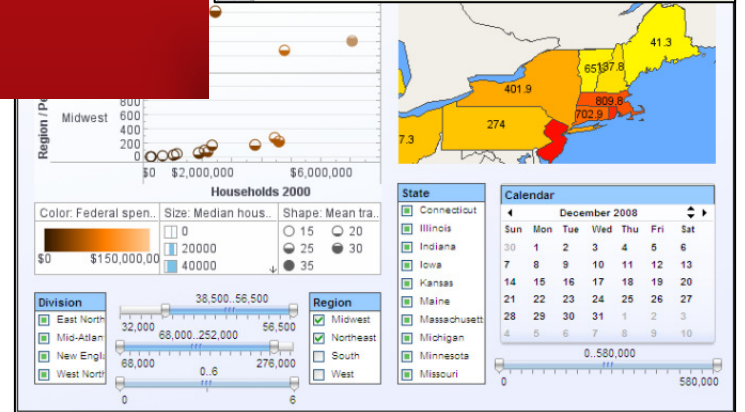 41.3
65 137.8
401.9
809.8
702.9
274
7.3
Midwest
800
600
400
200
0
$0 $2,000,000 $6,000,000
Households 2000
Color: Federal spen..
$0 $150,000,00
Size: Median hous..
0
20000
40000
Shape: Mean tra..
15 20
25 30
35
State
Connecticut
Illinois
Indiana
Iowa
Kansas
Maine
Massachusett
Michigan
Minnesota
Missouri
Calendar
December 2008
Sun Mon Tue Wed Thu Fri Sat
30 1 2 3 4 5 6
7 8 9 10 11 12 13
14 15 16 17 18 19 20
21 22 23 24 25 26 27
28 29 30 31 1 2 3
4 5 6 7 8 9 10
Division
East North
Mid-Atlan
New Engl
West North
38,500..56,500
32,000 56,500
68,000..252,000
68,000 276,000
0..6
0 6
Region
Midwest
Northeast
South
West
0..580,000
0 580,000